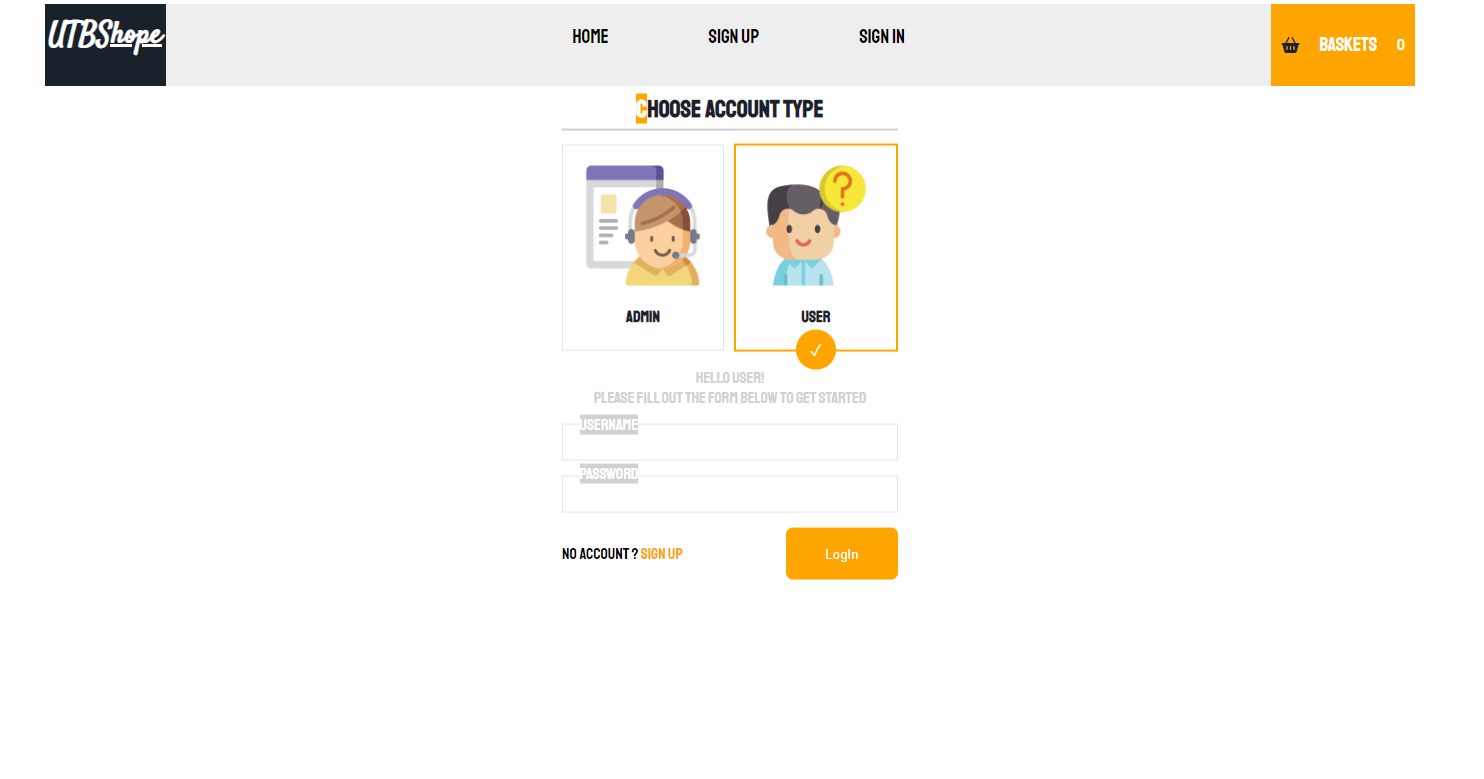 UTBShope
HOME SIGN UP SIGN IN
BASKETS 0
CHOOSE ACCOUNT TYPE
?
ADMIN USER
✓
HELLO USER!
PLEASE FILL OUT THE FORM BELOW TO GET STARTED
USERNAME
PASSWORD
NO ACCOUNT ? SIGN UP
LogIn